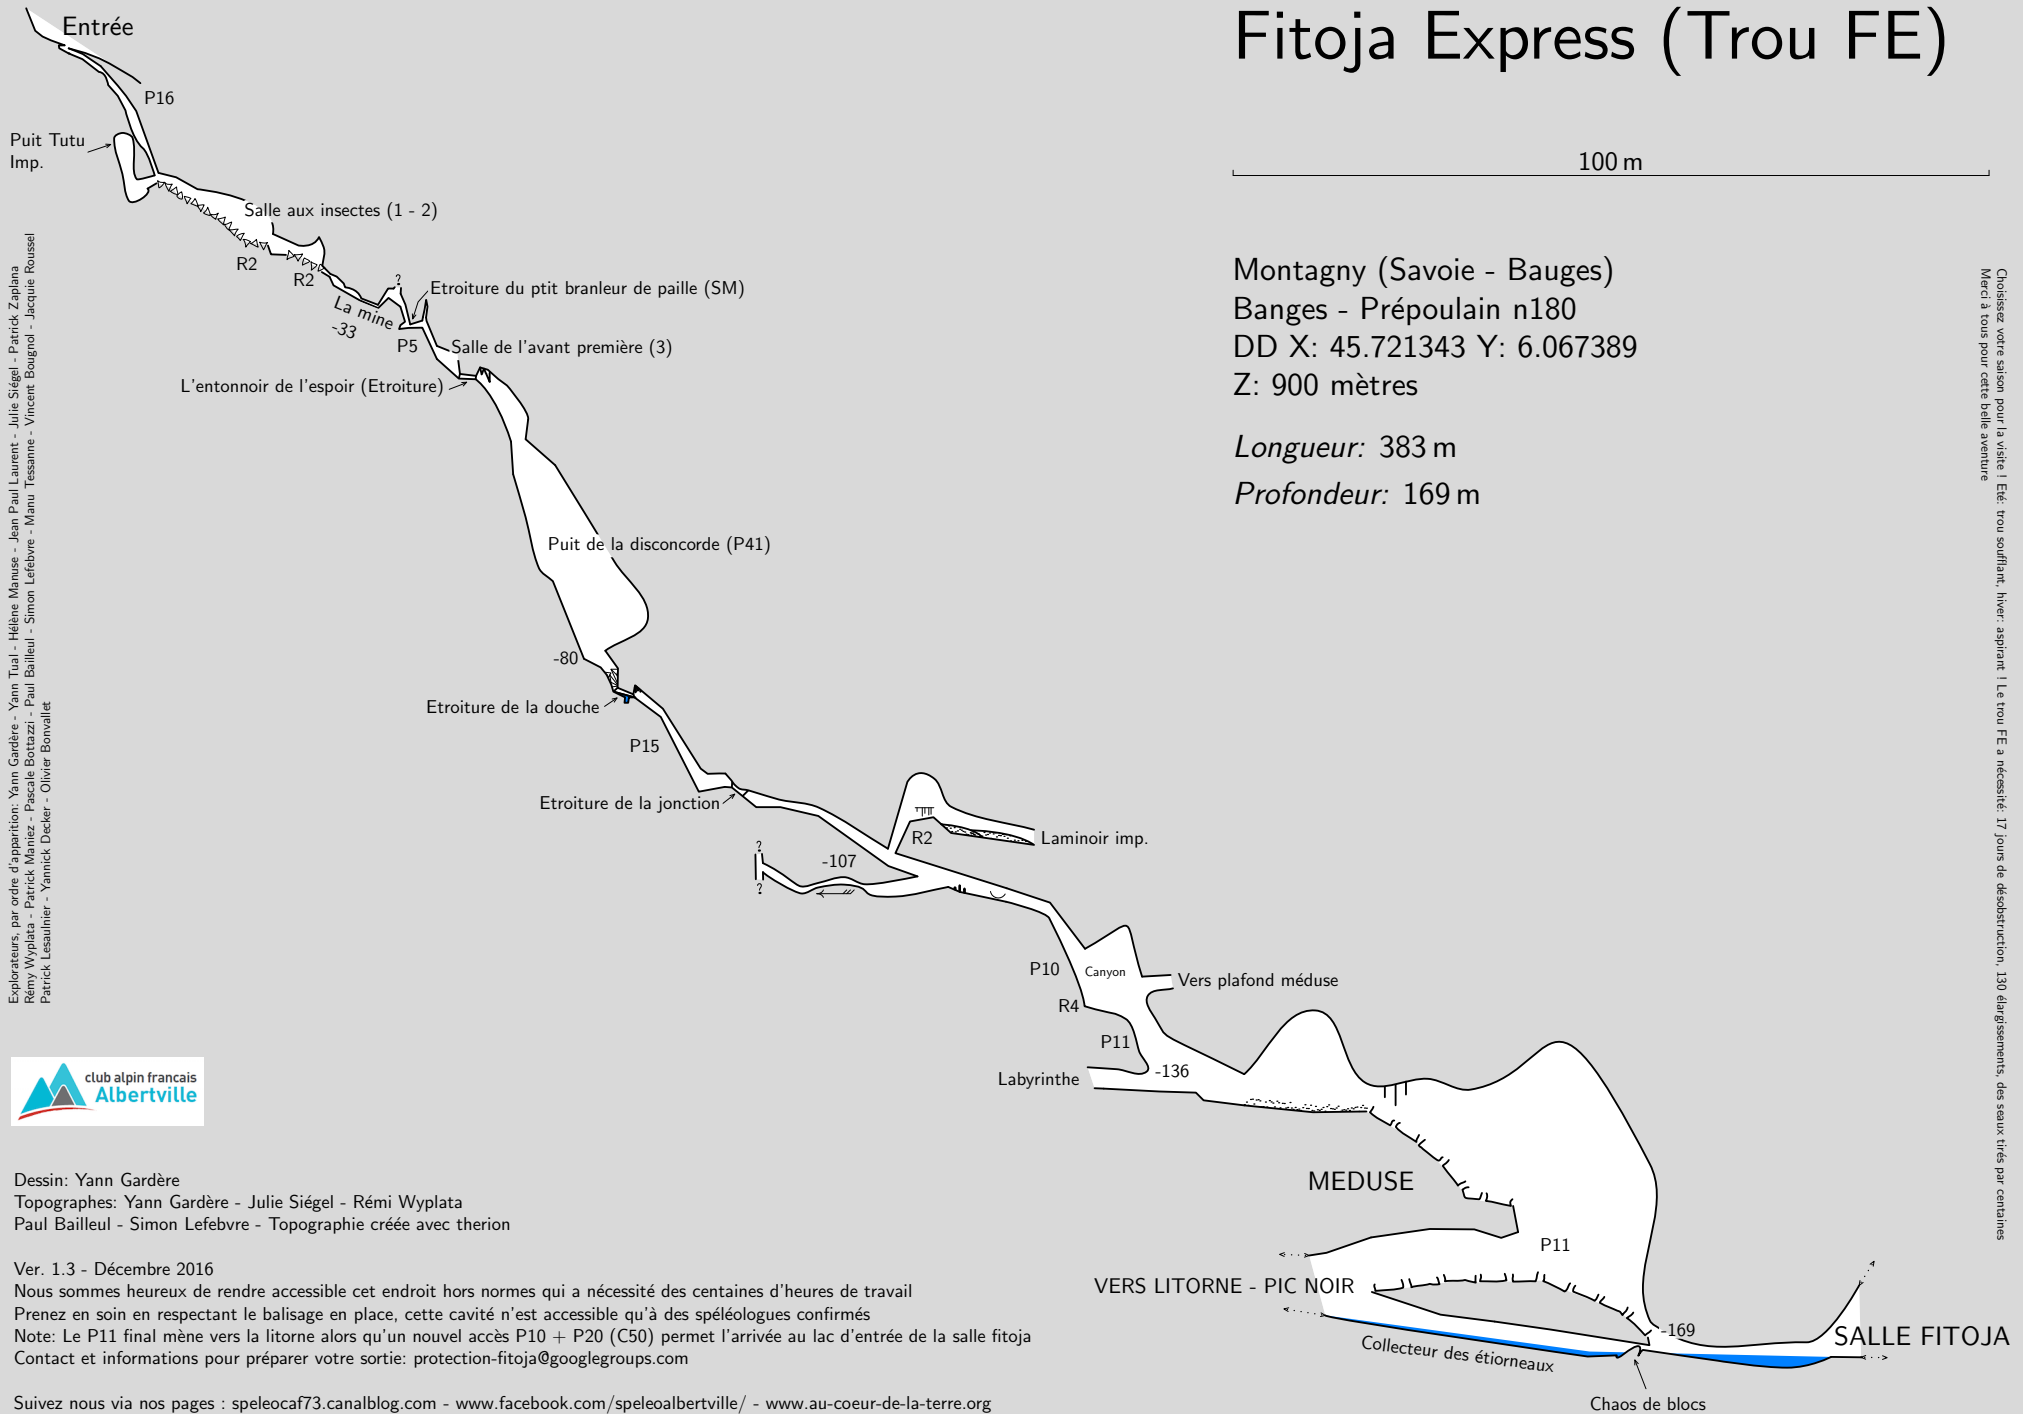 Fitoja Express (Trou FE)
100 m
Montagny (Savoie - Bauges)
Banges - Prépoulain n180
DD X: 45.721343 Y: 6.067389
Z: 900 mètres
Longueur: 383 m
Profondeur: 169 m
Entrée
P16
Puit Tutu
Imp.
Salle aux insectes (1 - 2)
R2
R2
?
Etroiture du ptit branleur de paille (SM)
La mine
-33
P5
Salle de l'avant première (3)
L'entonnoir de l'espoir (Etroiture)
Puit de la disconcorde (P41)
-80
Etroiture de la douche
P15
Etroiture de la jonction
R2
Laminoir imp.
?
-107
?
P10
Canyon
Vers plafond méduse
R4
P11
Labyrinthe
-136
MEDUSE
P11
VERS LITORNE - PIC NOIR
-169
SALLE FITOJA
Collecteur des étiorneaux
Chaos de blocs
Explorateurs, par ordre d'apparition: Yann Gardère - Yann Tual - Hélène Manuse - Jean Paul Laurent - Julie Siégel - Patrick Zaplana
Rémy Wyplata - Patrick Maniez - Pascale Bottazzi - Paul Bailleul - Simon Lefebvre - Manu Tessanne - Vincent Bougnol - Jacquie Roussel
Patrick Lesaulnier - Yannick Decker - Olivier Bonvallet
Choisissez votre saison pour la visite ! Eté: trou soufflant, hiver: aspirant ! Le trou FE a nécessité: 17 jours de désobstruction, 130 élargissements, des seaux tirés par centaines
Merci à tous pour cette belle aventure
club alpin francais
Albertville
Dessin: Yann Gardère
Topographes: Yann Gardère - Julie Siégel - Rémi Wyplata
Paul Bailleul - Simon Lefebvre - Topographie créée avec therion
Ver. 1.3 - Décembre 2016
Nous sommes heureux de rendre accessible cet endroit hors normes qui a nécessité des centaines d'heures de travail
Prenez en soin en respectant le balisage en place, cette cavité n'est accessible qu'à des spéléologues confirmés
Note: Le P11 final mène vers la litorne alors qu'un nouvel accès P10 + P20 (C50) permet l'arrivée au lac d'entrée de la salle fitoja
Contact et informations pour préparer votre sortie: protection-fitoja@googlegroups.com
Suivez nous via nos pages : speleocaf73.canalblog.com - www.facebook.com/speleoalbertville/ - www.au-coeur-de-la-terre.org